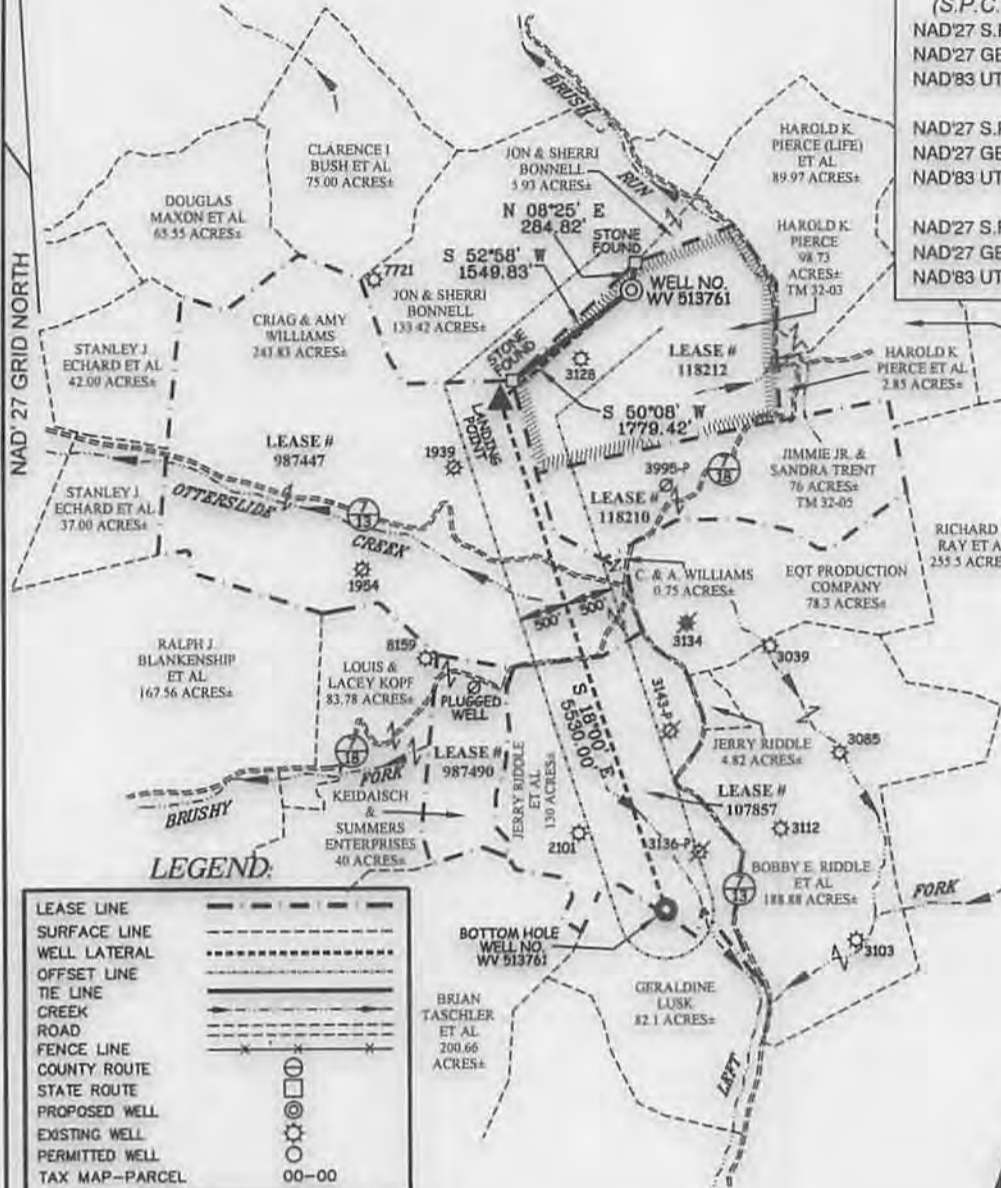 (S.P.C.
NAD'27 S.
NAD'27 GE
NAD'83 UT
NAD'27 S.
NAD'27 GE
NAD'83 UT
NAD'27 S.
NAD'27 GE
NAD'83 UT
NAD'27 GRID NORTH
BRUSH
RUN
CLARENCE I
BUSH ET AL
75.00 ACRES±
DOUGLAS
MAXON ET AL
63.55 ACRES±
JON & SHERRI
BONNELL
5.93 ACRES±
HAROLD K.
PIERCE (LIFE)
ET AL
89.97 ACRES±
N 08°25' E
284.82'
STONE
FOUND
S 52°58' W
1549.83'
HAROLD K.
PIERCE
98.73
ACRES±
TM 32-03
7721
JON & SHERRI
BONNELL
133.42 ACRES±
WELL NO.
WV 513761
CRIAG & AMY
WILLIAMS
243.83 ACRES±
STANLEY J.
ECHARD ET AL
42.00 ACRES±
STONE
FOUND
3128
LEASE #
118212
HAROLD K.
PIERCE ET AL
2.85 ACRES±
LANDING
POINT
S 50°08' W
1779.42'
LEASE #
987447
1939
3995-P
7
18
JIMMIE JR. &
SANDRA TRENT
76 ACRES±
TM 32-05
STANLEY J.
ECHARD ET AL
37.00 ACRES±
OTTERSLIDE
7
13
CREEK
LEASE #
118210
RICHARD
RAY ET A
255.5 ACRE
1954
C. & A. WILLIAMS
0.75 ACRES±
EQT PRODUCTION
COMPANY
78.3 ACRES±
500'
500'
3134
3039
RALPH J.
BLANKENSHIP
ET AL
167.56 ACRES±
8159
LOUIS &
LACEY KOPF
83.78 ACRES±
PLUGGED
WELL
S 18°00' E
5530.00'
3143-P
JERRY RIDDLE
4.82 ACRES±
3085
7
18
LEASE #
987490
JERRY RIDDLE
ET AL
130 ACRES±
LEASE #
107857
BRUSHY
FORK
KEIDAISCH
&
SUMMERS
ENTERPRISES
40 ACRES±
2101
3136-P
3112
BOBBY E. RIDDLE
ET AL
188.88 ACRES±
7
13
FORK
BOTTOM HOLE
WELL NO.
WV 513761
3103
BRIAN
TASCHLER
ET AL
200.66
ACRES±
GERALDINE
LUSK
82.1 ACRES±
LEFT
LEGEND:
LEASE LINE
SURFACE LINE
WELL LATERAL
OFFSET LINE
TIE LINE
CREEK
ROAD
FENCE LINE
COUNTY ROUTE
STATE ROUTE
PROPOSED WELL
EXISTING WELL
PERMITTED WELL
TAX MAP-PARCEL 00-00